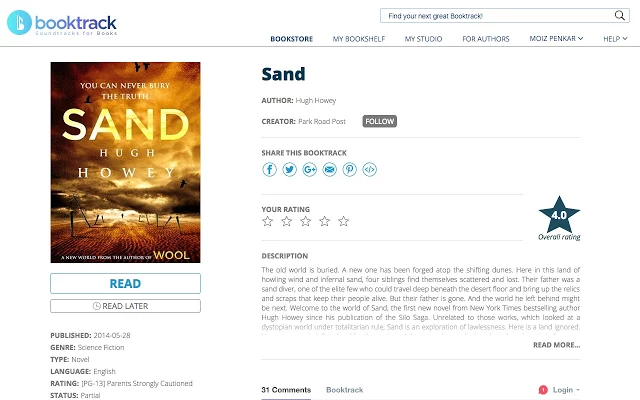 booktrack
Soundtracks for Books
Find your next great Booktrack!
BOOKSTORE MY BOOKSHELF MY STUDIO FOR AUTHORS MOIZ PENKAR HELP
YOU CAN NEVER BURY
THE TRUTH
SAND
HUGH
HOWEY
A NEW WORLD FROM THE AUTHOR OF WOOL
READ
READ LATER
PUBLISHED: 2014-05-28
GENRE: Science Fiction
TYPE: Novel
LANGUAGE: English
RATING: [PG-13] Parents Strongly Cautioned
STATUS: Partial
Sand
AUTHOR: Hugh Howey
CREATOR: Park Road Post FOLLOW
SHARE THIS BOOKTRACK
YOUR RATING
4.0
Overall rating
DESCRIPTION
The old world is buried. A new one has been forged atop the shifting dunes. Here in this land of
howling wind and infernal sand, four siblings find themselves scattered and lost. Their father was a
sand diver, one of the elite few who could travel deep beneath the desert floor and bring up the relics
and scraps that keep their people alive. But their father is gone. And the world he left behind might
be next. Welcome to the world of Sand, the first new novel from New York Times bestselling author
Hugh Howey since his publication of the Silo Saga. Unrelated to those works, which looked at a
dystopian world under totalitarian rule, Sand is an exploration of lawlessness. Here is a land ignored.
READ MORE...
31 Comments Booktrack 1 Login